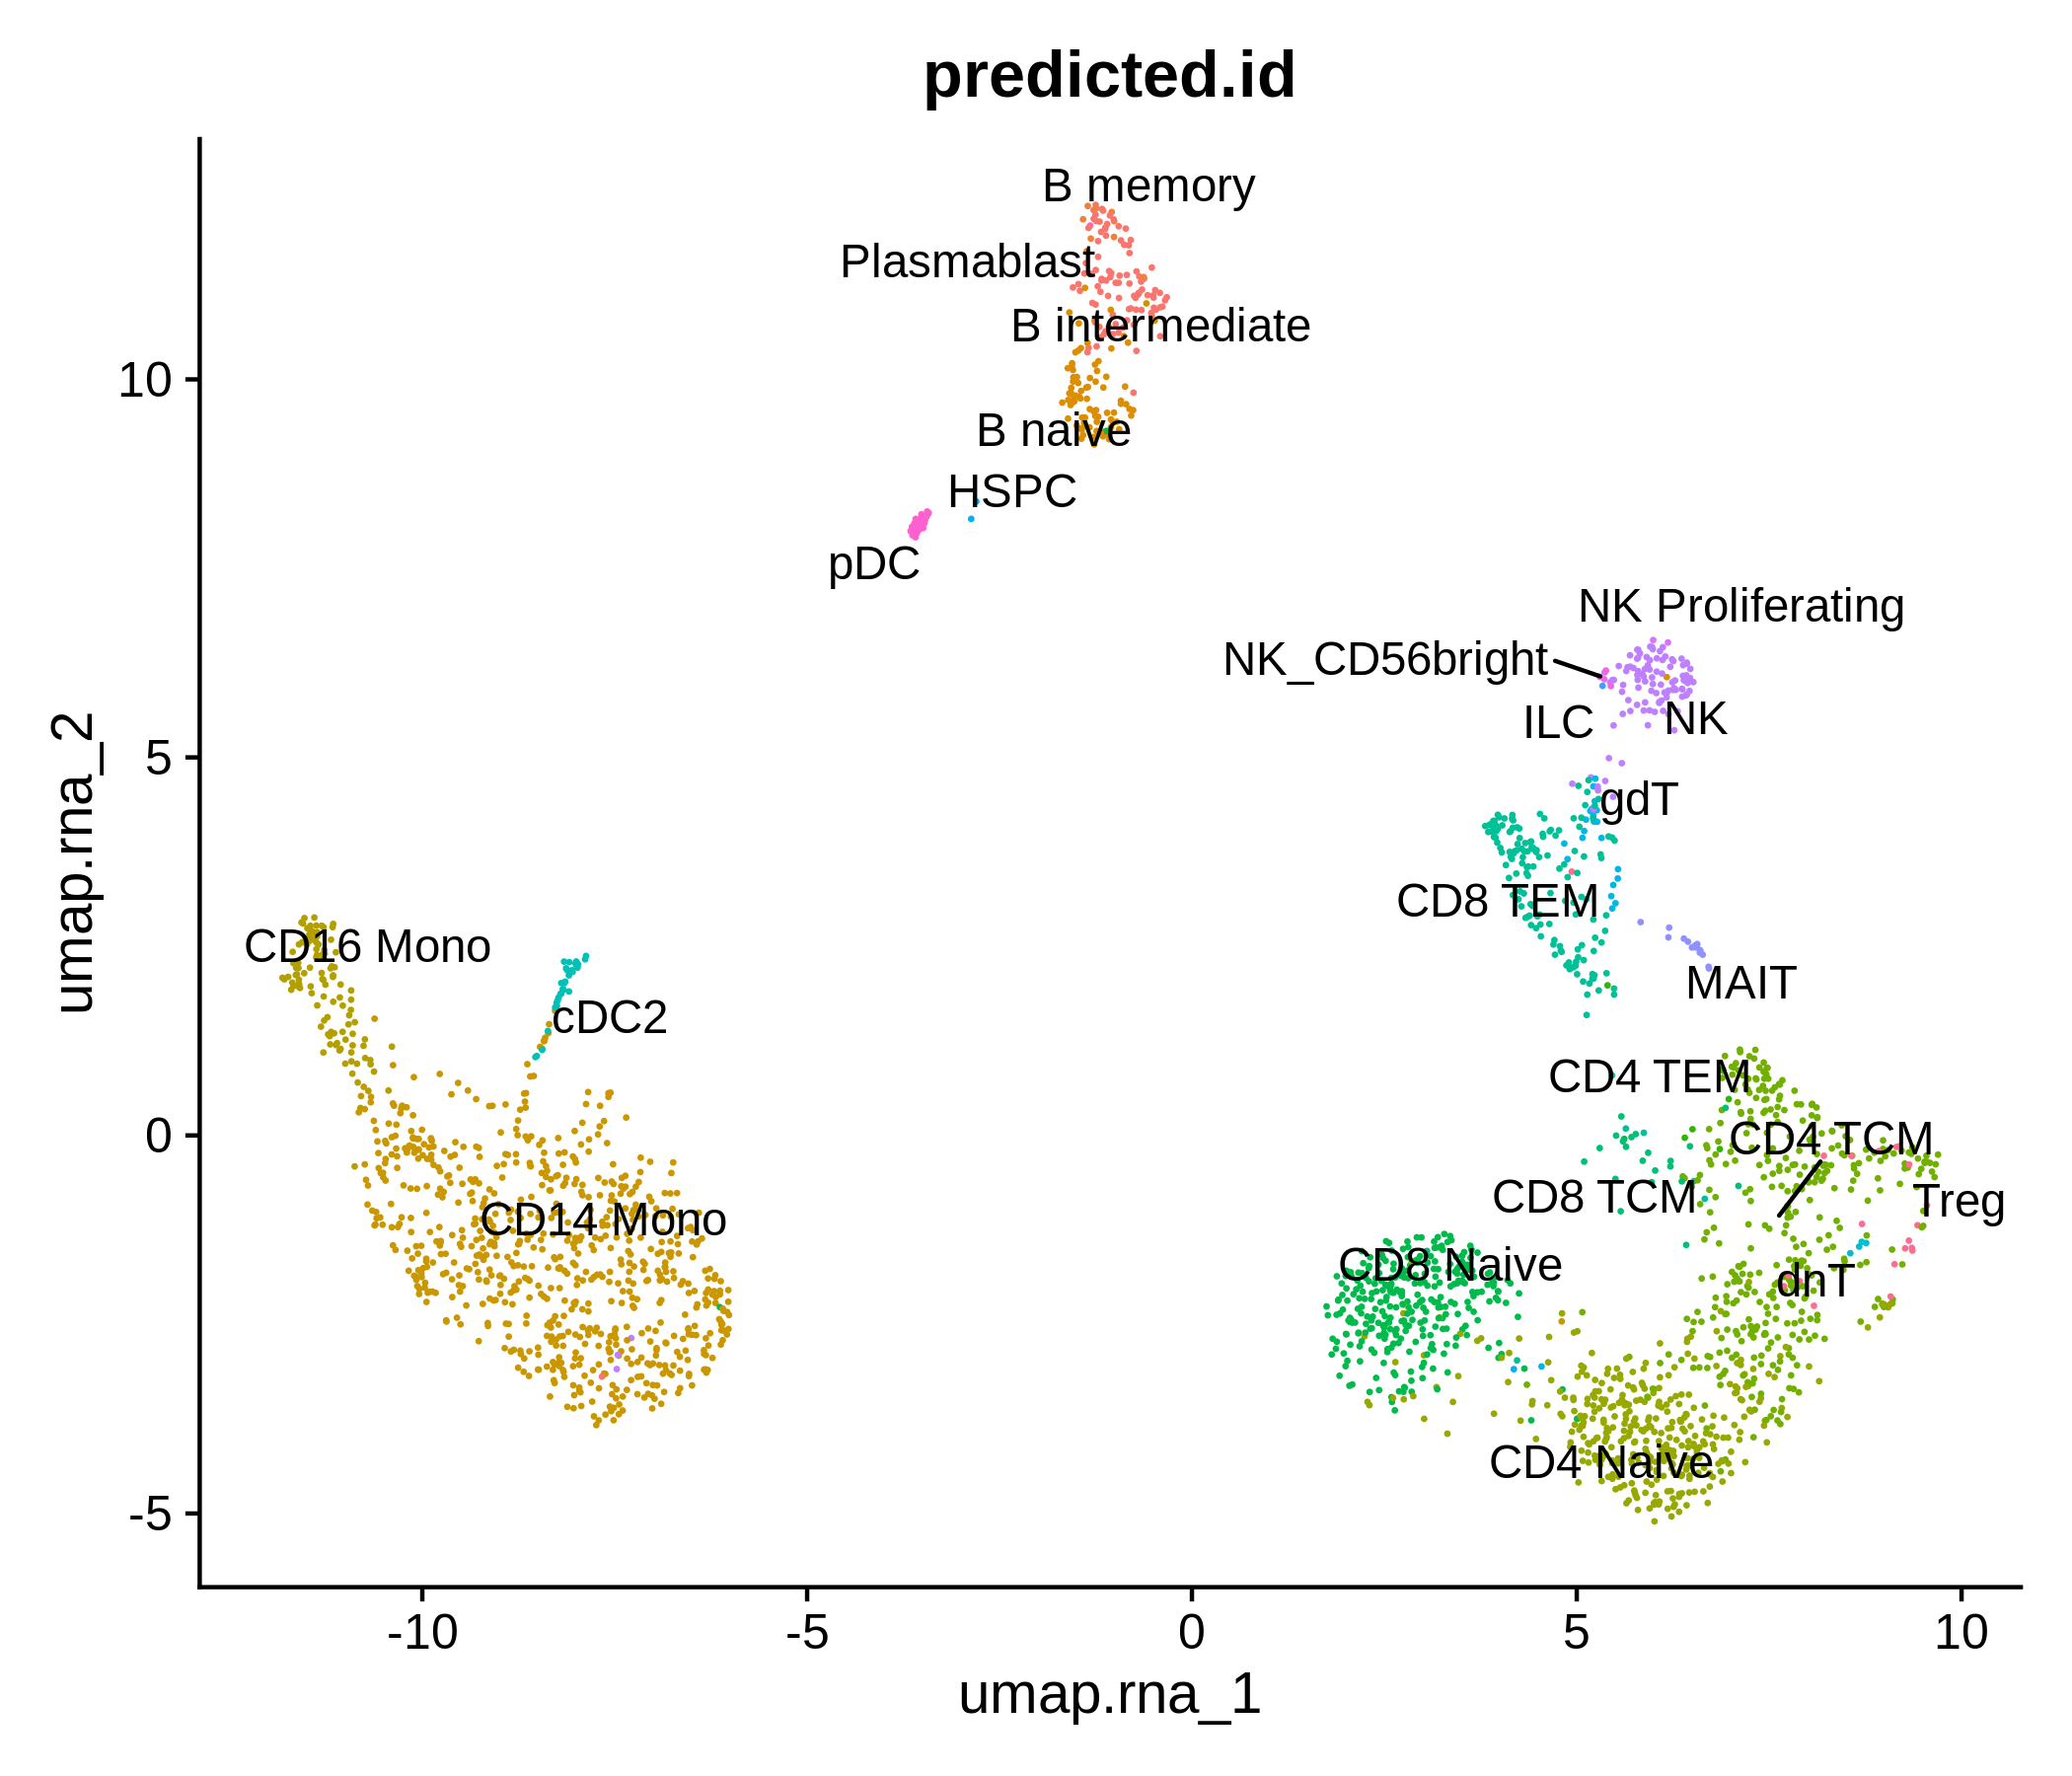 predicted.id
B memory
Plasmablast
B intermediate
10
B naive
HSPC
pDC
NK Proliferating
NK_CD56bright
ILC
NK
5
gdT
CD8 TEM
CD16 Mono
MAIT
cDC2
CD4 TEM
0
CD4 TCM
CD8 TCM
Treg
CD14 Mono
CD8 Naive
dnT
CD4 Naive
-5
umap.rna_2
-10
-5
0
5
10
umap.rna_1